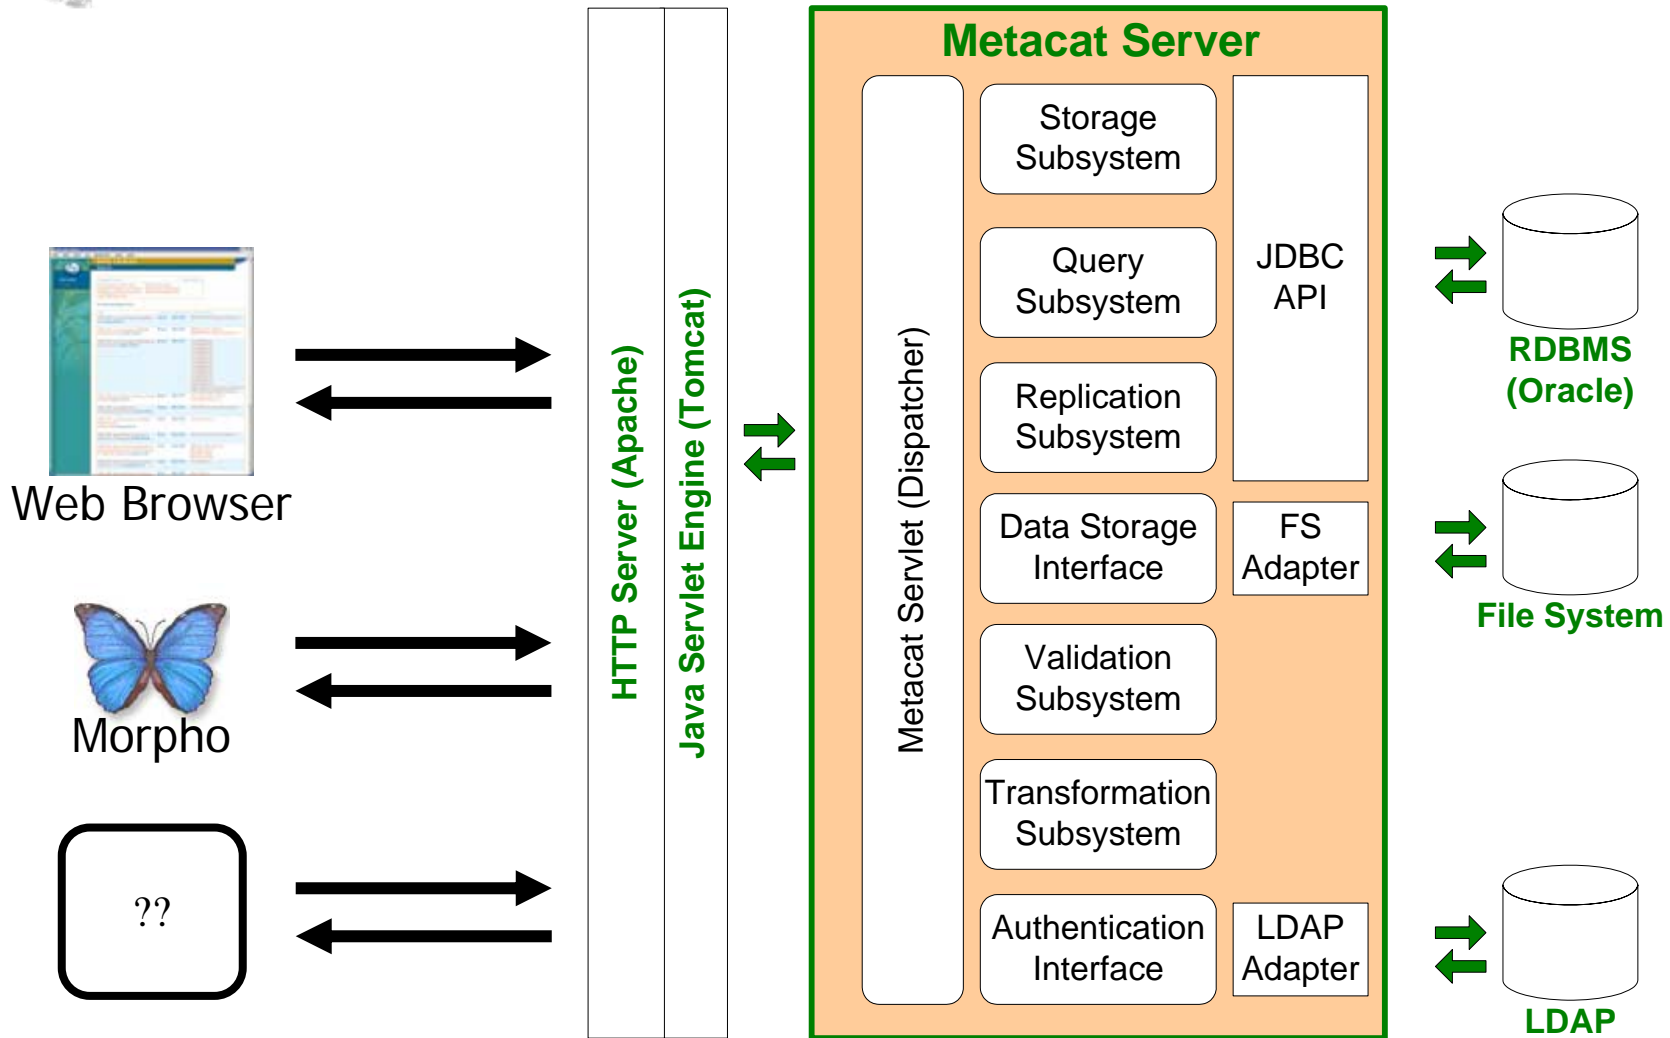 Metacat Server
Web Browser
Morpho
??
HTTP Server (Apache)
Java Servlet Engine (Tomcat)
Metacat Servlet (Dispatcher)
Storage
Subsystem
Query
Subsystem
Replication
Subsystem
Data Storage
Interface
Validation
Subsystem
Transformation
Subsystem
Authentication
Interface
JDBC
API
FS
Adapter
LDAP
Adapter
RDBMS
(Oracle)
File System
LDAP